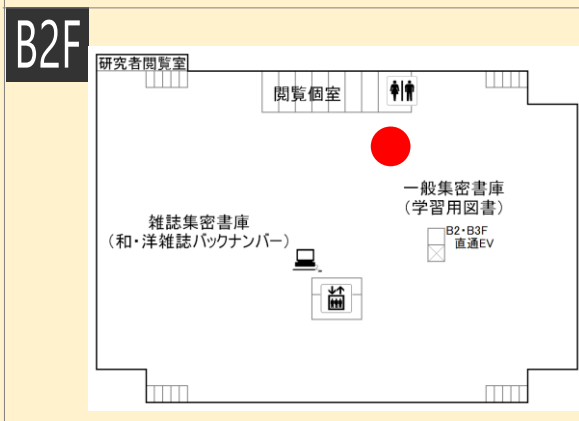 B2F
研究者閲覧室
閲覧個室
一般集密書庫
(学習用図書)
雑誌集密書庫
(和・洋雑誌バックナンバー)
B2・B3F
直通EV